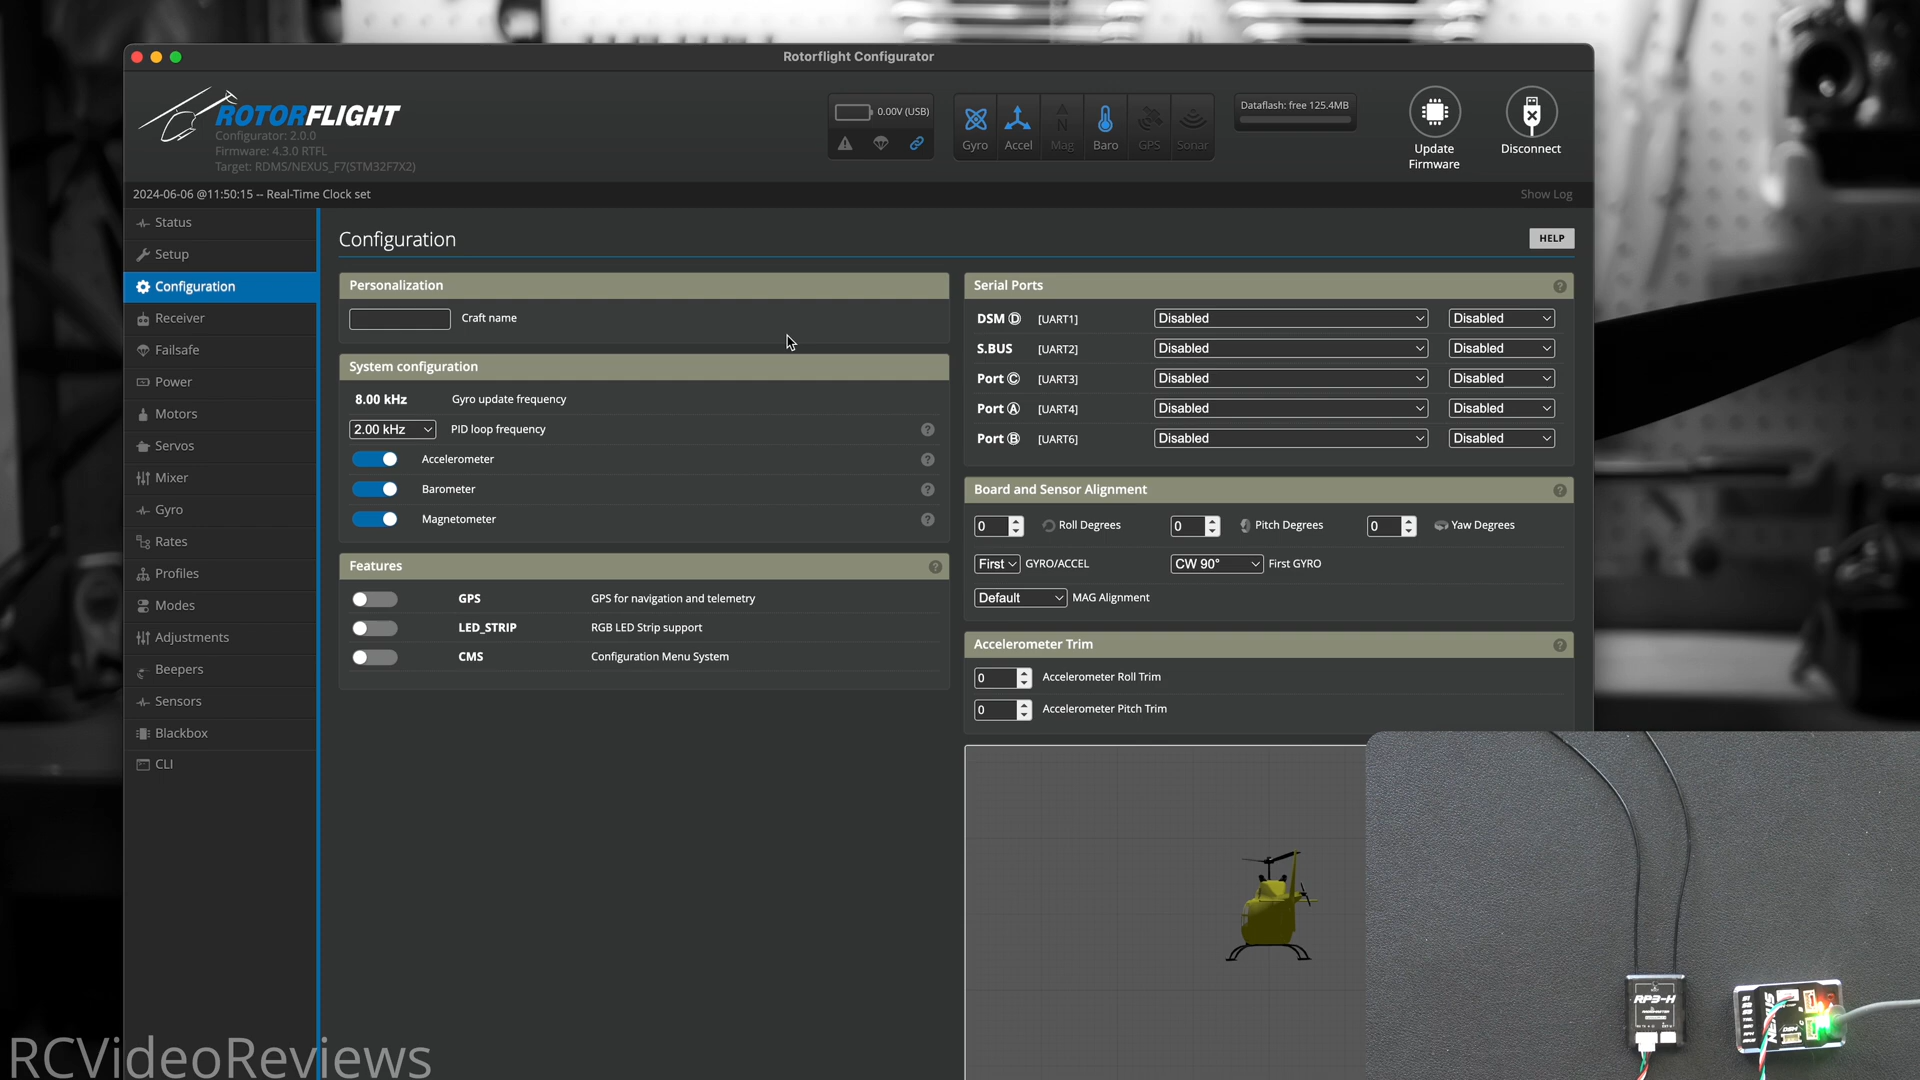 Rotorflight Configurator
ROTORFLIGHT
Configurator: 2.0.0
Firmware: 4.3.0 RTFL
Target: RDMS/NEXUS_F7(STM32F7X2)
0.00V (USB)
Gyro
Accel
Mag
Baro
GPS
Sonar
Dataflash: free 125.4MB
Update Firmware
Disconnect
2024-06-06 @11:50:15 -- Real-Time Clock set
Show Log
Status
Setup
Configuration
Receiver
Failsafe
Power
Motors
Servos
Mixer
Gyro
Rates
Profiles
Modes
Adjustments
Beepers
Sensors
Blackbox
CLI
Configuration
HELP
Personalization
Craft name
System configuration
8.00 kHz Gyro update frequency
2.00 kHz PID loop frequency
Accelerometer
Barometer
Magnetometer
Features
GPS GPS for navigation and telemetry
LED_STRIP RGB LED Strip support
CMS Configuration Menu System
Serial Ports
DSM D [UART1] Disabled Disabled
S.BUS [UART2] Disabled Disabled
Port C [UART3] Disabled Disabled
Port A [UART4] Disabled Disabled
Port B [UART6] Disabled Disabled
Board and Sensor Alignment
0 Roll Degrees 0 Pitch Degrees 0 Yaw Degrees
First GYRO/ACCEL CW 90° First GYRO
Default MAG Alignment
Accelerometer Trim
0 Accelerometer Roll Trim
0 Accelerometer Pitch Trim
RP3-H
NEXUS
DSM
RCVideoReviews